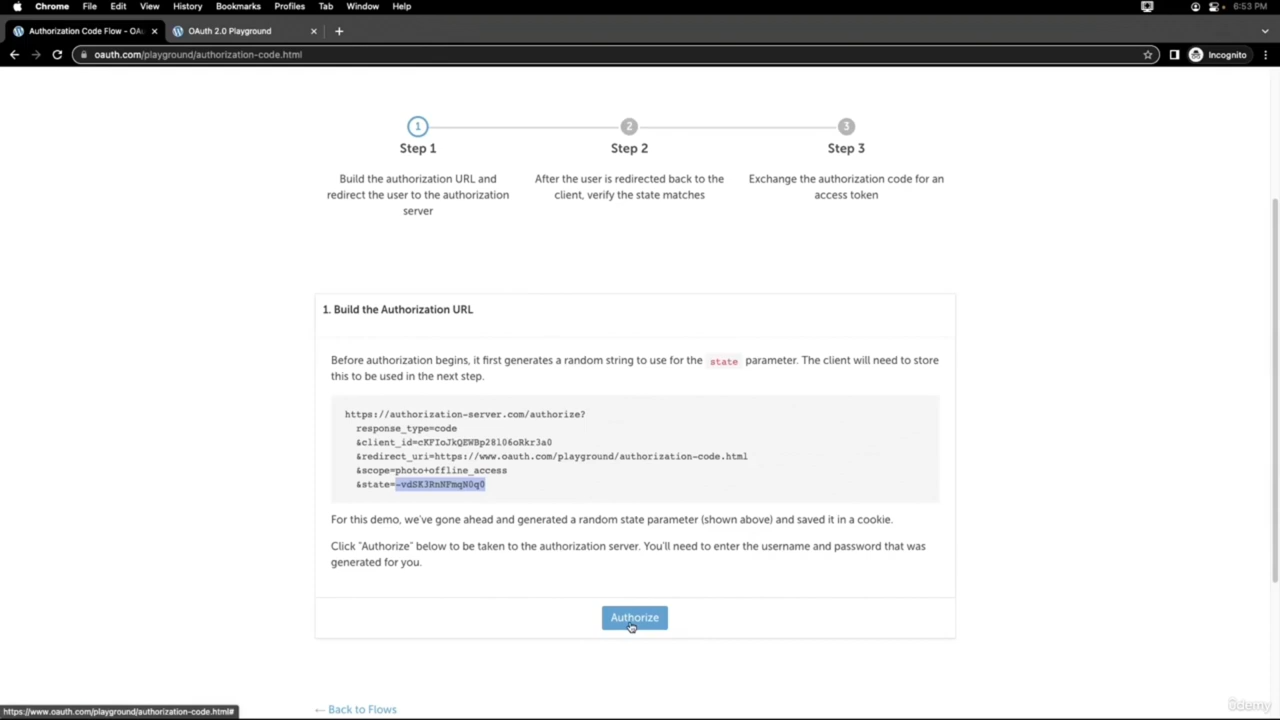 Chrome File Edit View History Bookmarks Profiles Tab Window Help 6:53 PM
Authorization Code Flow - OAu OAuth 2.0 Playground
oauth.com/playground/authorization-code.html Incognito
1 2 3
Step 1 Step 2 Step 3
Build the authorization URL and After the user is redirected back to the Exchange the authorization code for an
redirect the user to the authorization client, verify the state matches access token
server
1. Build the Authorization URL
Before authorization begins, it first generates a random string to use for the state parameter. The client will need to store
this to be used in the next step.
https://authorization-server.com/authorize?
response_type=code
&client_id=cKFIoJkQEWBp28l06oRkr3a0
&redirect_uri=https://www.oauth.com/playground/authorization-code.html
&scope=photo+offline_access
&state=-vdSK3RnNFmqN0q0
For this demo, we've gone ahead and generated a random state parameter (shown above) and saved it in a cookie.
Click "Authorize" below to be taken to the authorization server. You'll need to enter the username and password that was
generated for you.
Authorize
← Back to Flows
https://www.oauth.com/playground/authorization-code.html#
ûdemy